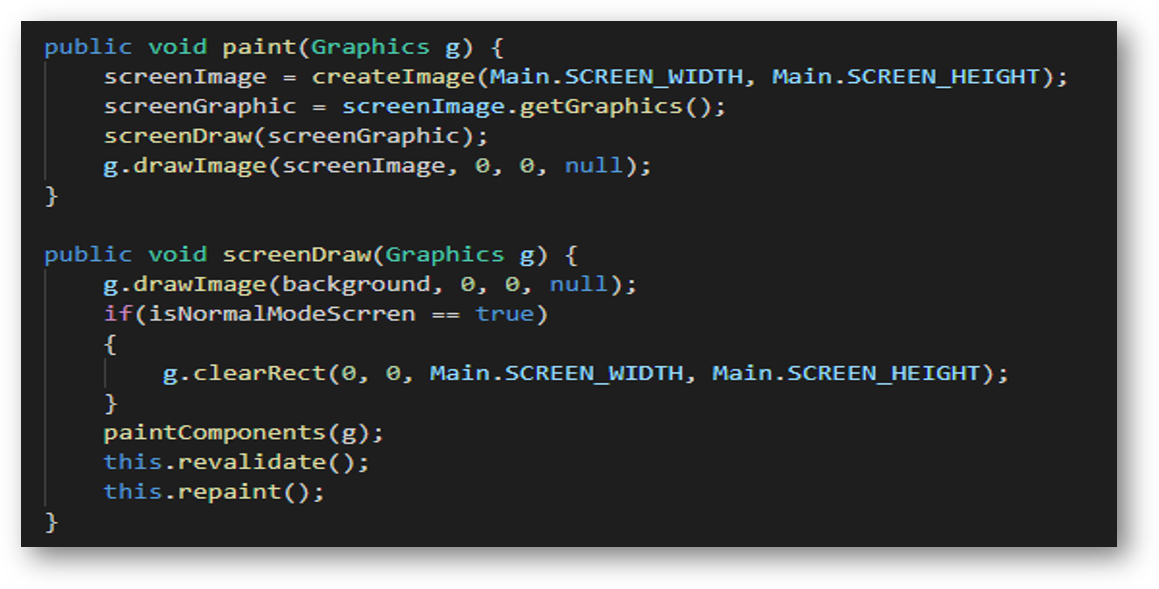 public void paint(Graphics g) {
    screenImage = createImage(Main.SCREEN_WIDTH, Main.SCREEN_HEIGHT);
    screenGraphic = screenImage.getGraphics();
    screenDraw(screenGraphic);
    g.drawImage(screenImage, 0, 0, null);
}

public void screenDraw(Graphics g) {
    g.drawImage(background, 0, 0, null);
    if(isNormalModeScrren == true)
    {
        g.clearRect(0, 0, Main.SCREEN_WIDTH, Main.SCREEN_HEIGHT);
    }
    paintComponents(g);
    this.revalidate();
    this.repaint();
}